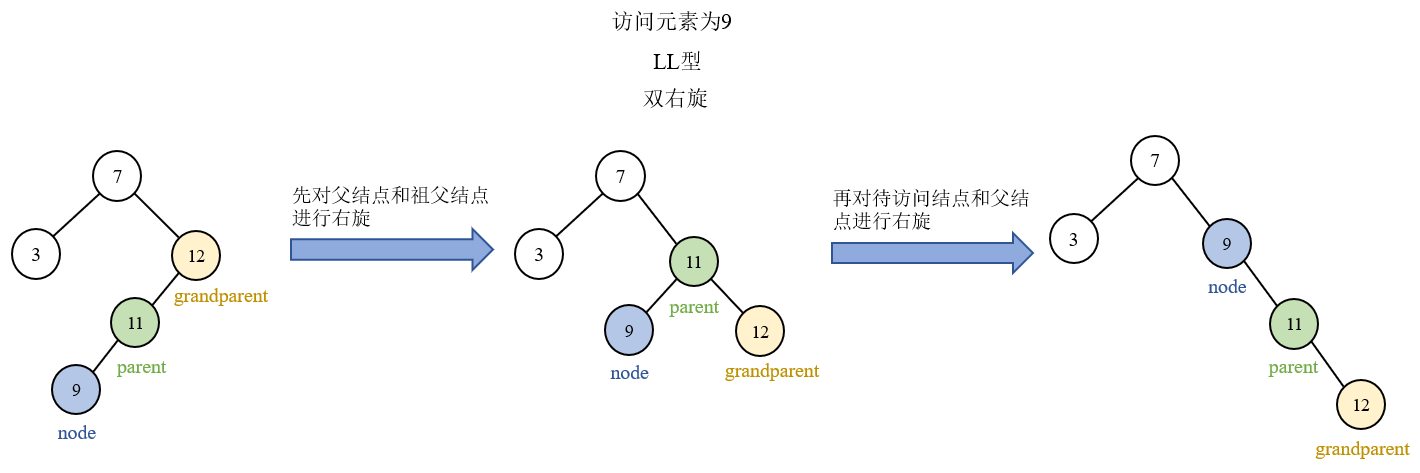 访问元素为9
LL型
双右旋
7
3
12
grandparent
11
parent
9
node
先对父结点和祖父结点
进行右旋
7
3
11
parent
9
node
12
grandparent
再对待访问结点和父结
点进行右旋
7
3
9
node
11
parent
12
grandparent